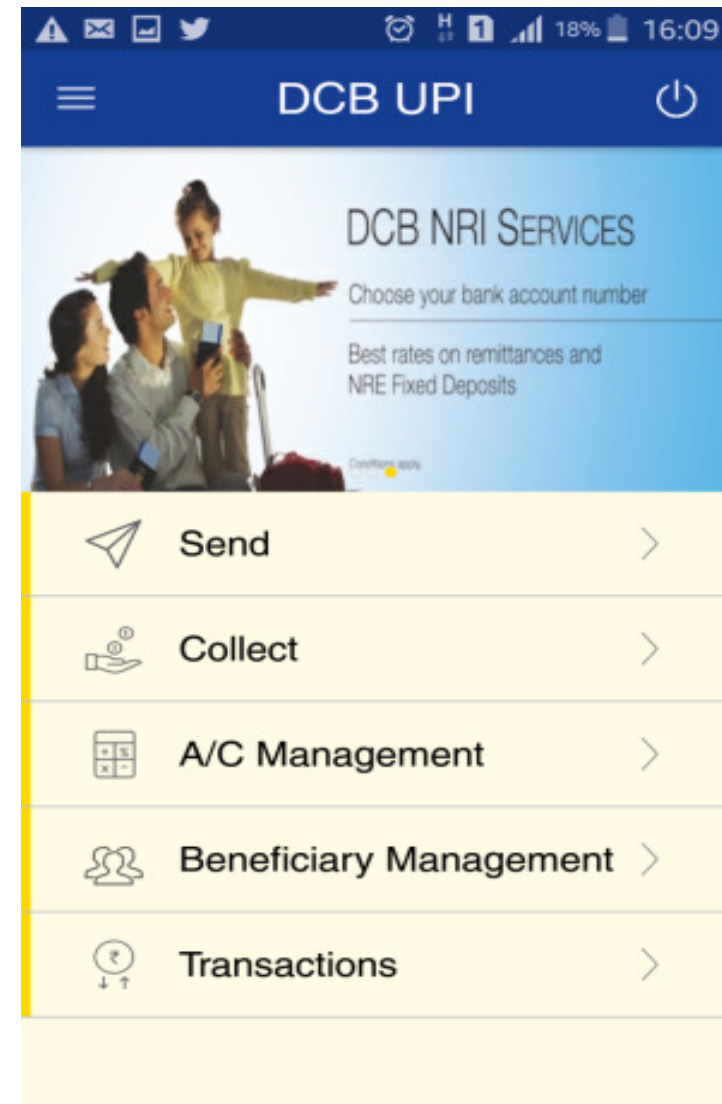 H 1 18% 16:09
DCB UPI
DCB NRI SERVICES
Choose your bank account number
Best rates on remittances and
NRE Fixed Deposits
Conditions apply
Send
Collect
A/C Management
Beneficiary Management
Transactions